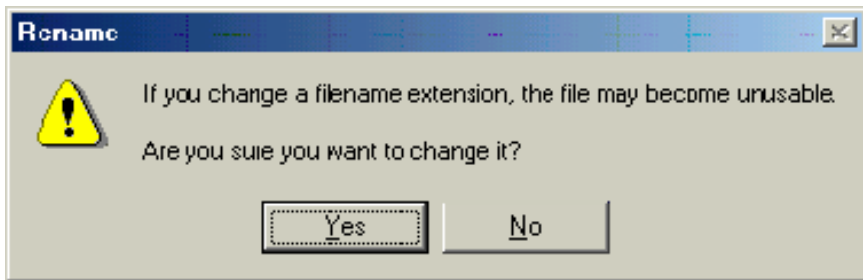 Rename
If you change a filename extension, the file may become unusable.
Are you sure you want to change it?
Yes No